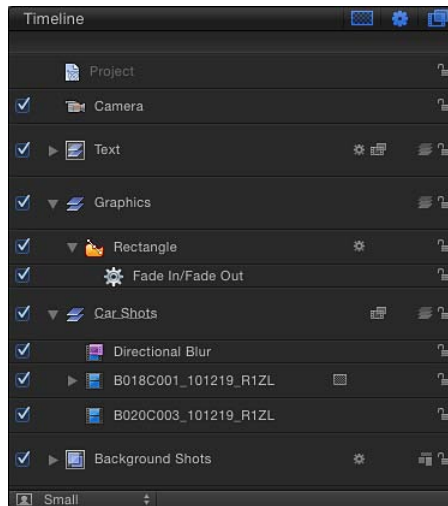 Timeline
Project
Camera
Text
Graphics
Rectangle
Fade In/Fade Out
Car Shots
Directional Blur
B018C001_101219_R1ZL
B020C003_101219_R1ZL
Background Shots
Small